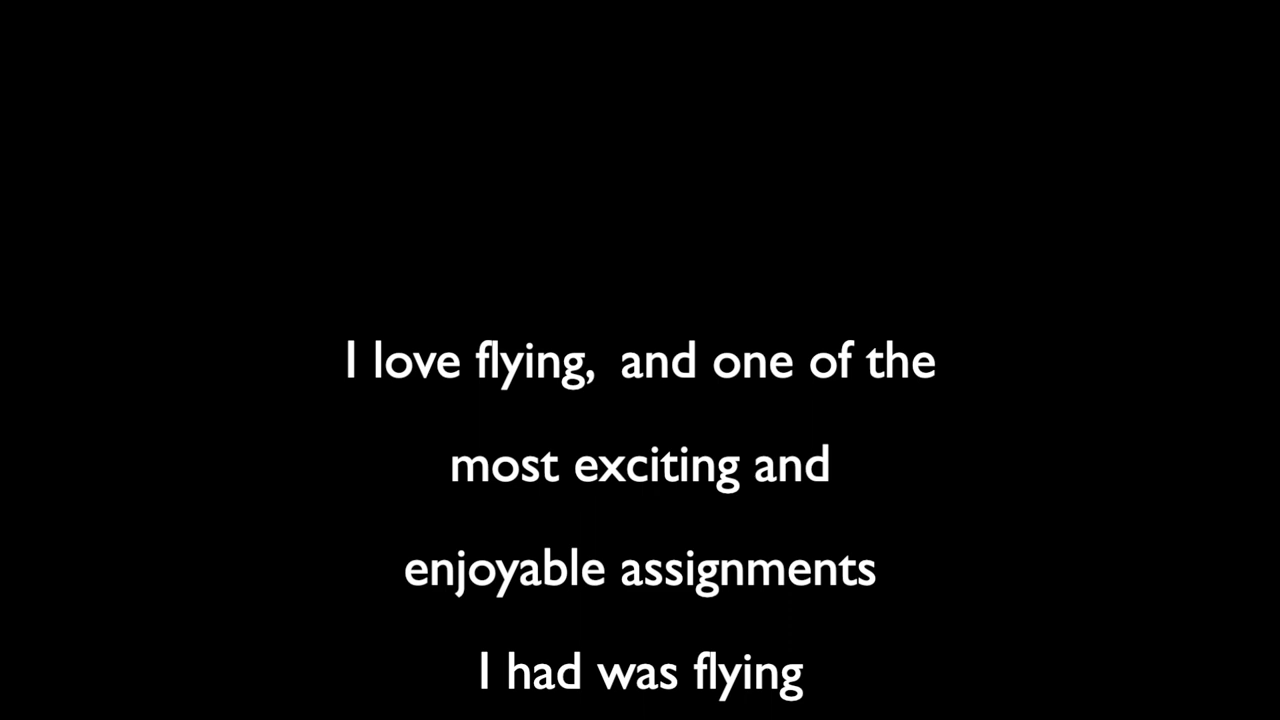 I love flying,  and one of the
most exciting and
enjoyable assignments
I had was flying